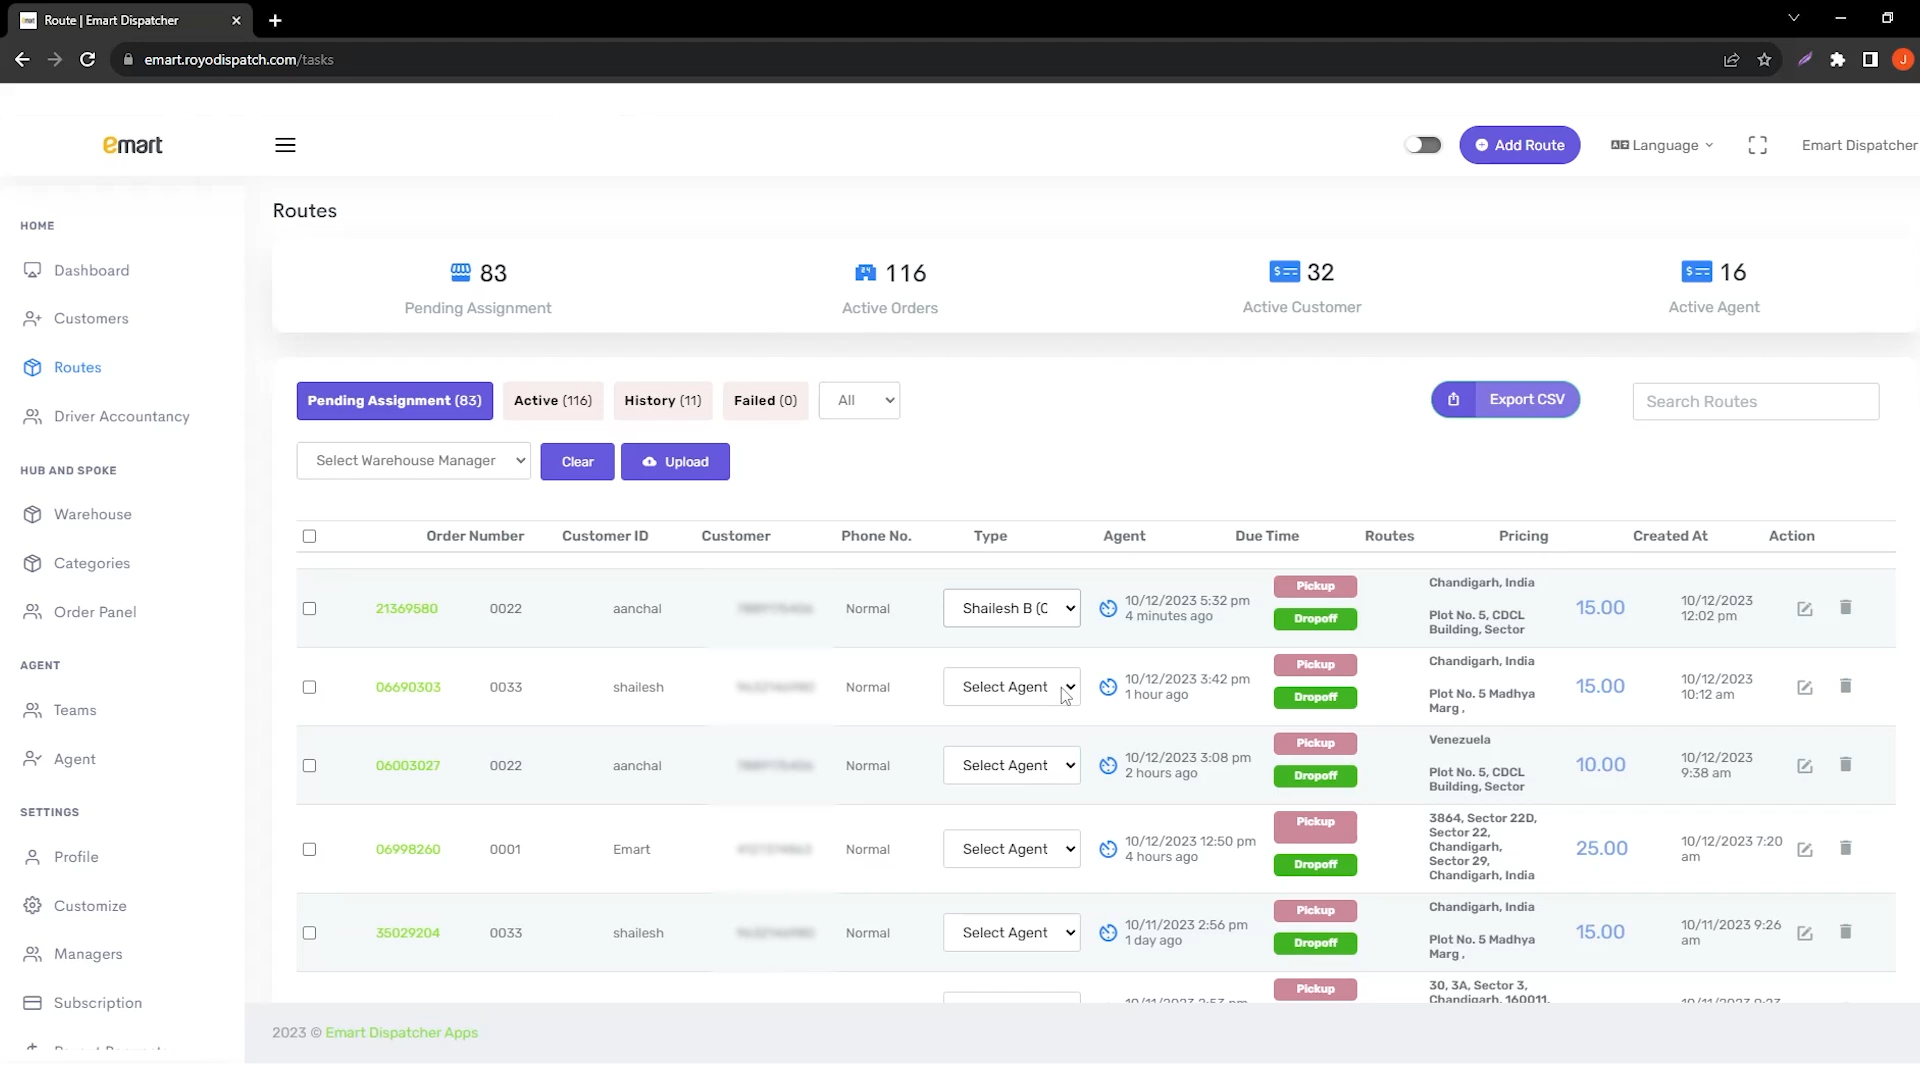 Route | Emart Dispatcher
emart.royodispatch.com/tasks
emart
Add Route
Language
Emart Dispatcher
HOME
Dashboard
Customers
Routes
Driver Accountancy
HUB AND SPOKE
Warehouse
Categories
Order Panel
AGENT
Teams
Agent
SETTINGS
Profile
Customize
Managers
Subscription
Routes
83
Pending Assignment
116
Active Orders
32
Active Customer
16
Active Agent
Pending Assignment (83)
Active (116)
History (11)
Failed (0)
All
Export CSV
Search Routes
Select Warehouse Manager
Clear
Upload
Order Number Customer ID Customer Phone No. Type Agent Due Time Routes Pricing Created At Action
21369580 0022 aanchal Normal Shailesh B (C
10/12/2023 5:32 pm
4 minutes ago
Pickup
Dropoff
Chandigarh, India
Plot No. 5, CDCL
Building, Sector
15.00
10/12/2023
12:02 pm
06690303 0033 shailesh Normal Select Agent
10/12/2023 3:42 pm
1 hour ago
Pickup
Dropoff
Chandigarh, India
Plot No. 5 Madhya
Marg ,
15.00
10/12/2023
10:12 am
06003027 0022 aanchal Normal Select Agent
10/12/2023 3:08 pm
2 hours ago
Pickup
Dropoff
Venezuela
Plot No. 5, CDCL
Building, Sector
10.00
10/12/2023
9:38 am
06998260 0001 Emart Normal Select Agent
10/12/2023 12:50 pm
4 hours ago
Pickup
Dropoff
3864, Sector 22D,
Sector 22,
Chandigarh,
Sector 29,
Chandigarh, India
25.00
10/12/2023 7:20
am
35029204 0033 shailesh Normal Select Agent
10/11/2023 2:56 pm
1 day ago
Pickup
Dropoff
Chandigarh, India
Plot No. 5 Madhya
Marg ,
15.00
10/11/2023 9:26
am
Pickup
30, 3A, Sector 3,
Chandigarh, 160011,
2023 © Emart Dispatcher Apps